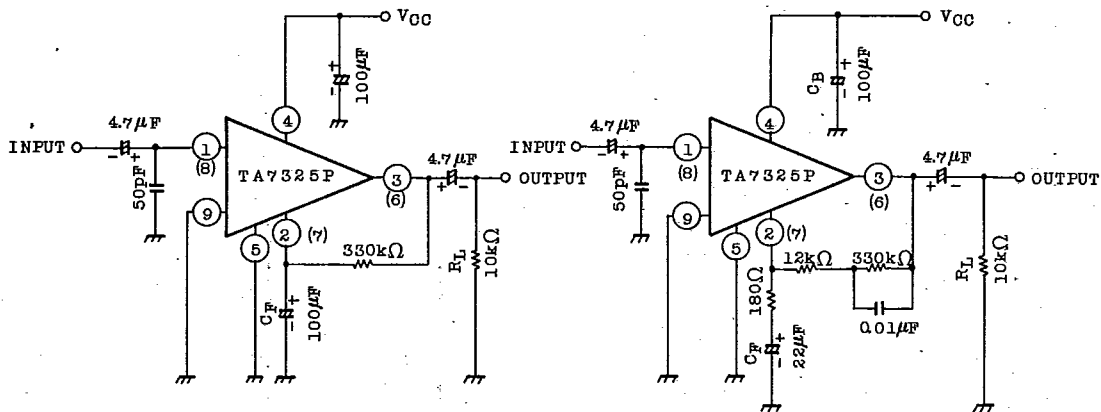 VCC
100μF
4
4.7μF
INPUT
1
(8)
50pF
TA7325P
3
(6)
4.7μF
OUTPUT
9
5
2
(7)
330kΩ
RL
10kΩ
CF
100μF
VCC
CB
100μF
4
4.7μF
INPUT
1
(8)
50pF
TA7325P
3
(6)
4.7μF
OUTPUT
9
5
2
(7)
12kΩ
330kΩ
0.01μF
180Ω
CF
22μF
RL
10kΩ